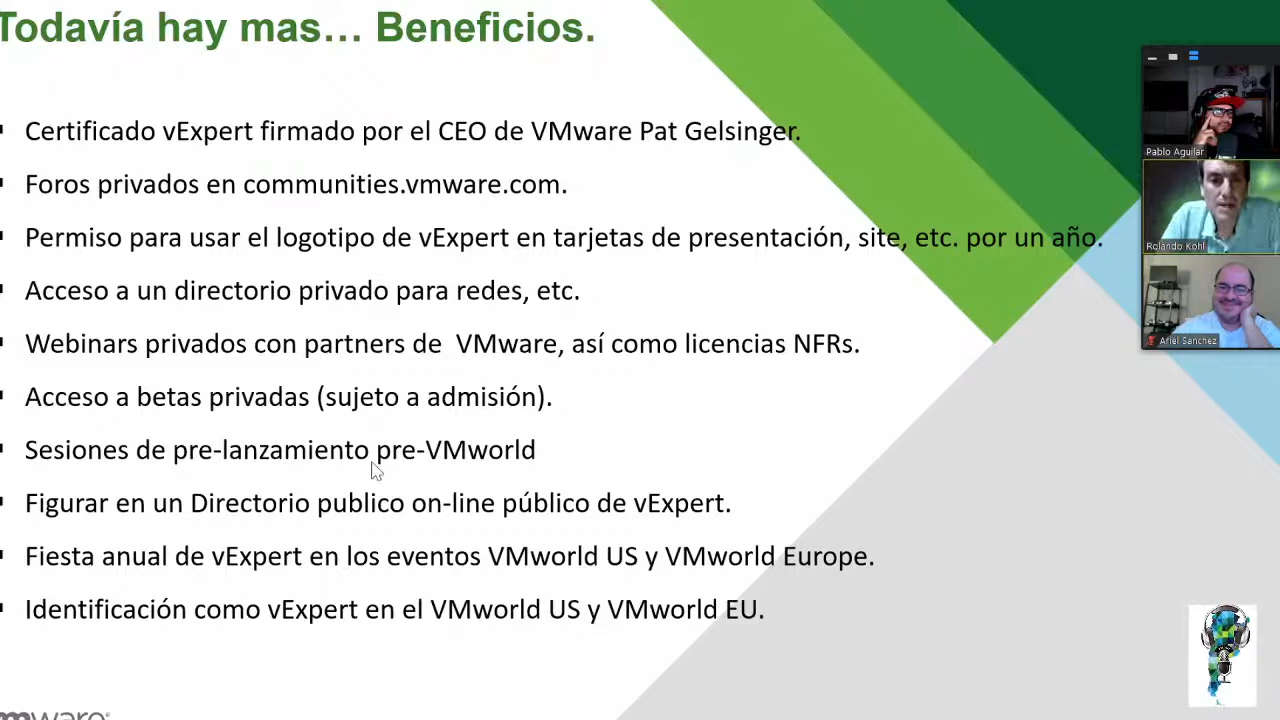 Todavía hay mas... Beneficios.
Certificado vExpert firmado por el CEO de VMware Pat Gelsinger.
Foros privados en communities.vmware.com.
Permiso para usar el logotipo de vExpert en tarjetas de presentación, site, etc. por un año.
Acceso a un directorio privado para redes, etc.
Webinars privados con partners de VMware, así como licencias NFRs.
Acceso a betas privadas (sujeto a admisión).
Sesiones de pre-lanzamiento pre-VMworld
Figurar en un Directorio publico on-line público de vExpert.
Fiesta anual de vExpert en los eventos VMworld US y VMworld Europe.
Identificación como vExpert en el VMworld US y VMworld EU.
Pablo Aguilar
Rolando Kohl
Ariel Sanchez
vmware®